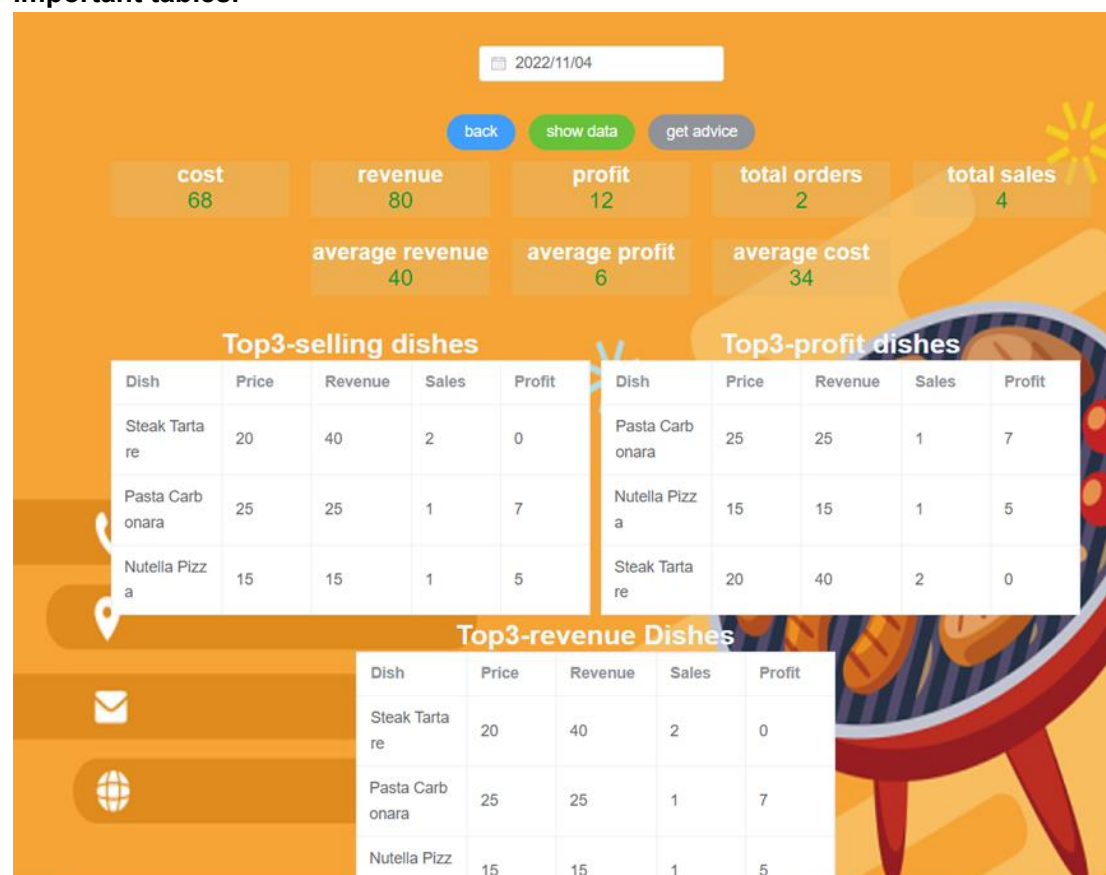 2022/11/04
back show data get advice
cost revenue profit total orders total sales
68 80 12 2 4
average revenue average profit average cost
40 6 34
Top3-selling dishes Top3-profit dishes
Dish Price Revenue Sales Profit Dish Price Revenue Sales Profit
Steak Tarta Pasta Carb
re 20 40 2 0 onara 25 25 1 7
Pasta Carb Nutella Pizz
onara 25 25 1 7 a 15 15 1 5
Nutella Pizz Steak Tarta
a 15 15 1 5 re 20 40 2 0
Top3-revenue Dishes
Dish Price Revenue Sales Profit
Steak Tarta
re 20 40 2 0
Pasta Carb
onara 25 25 1 7
Nutella Pizz
15 15 1 5